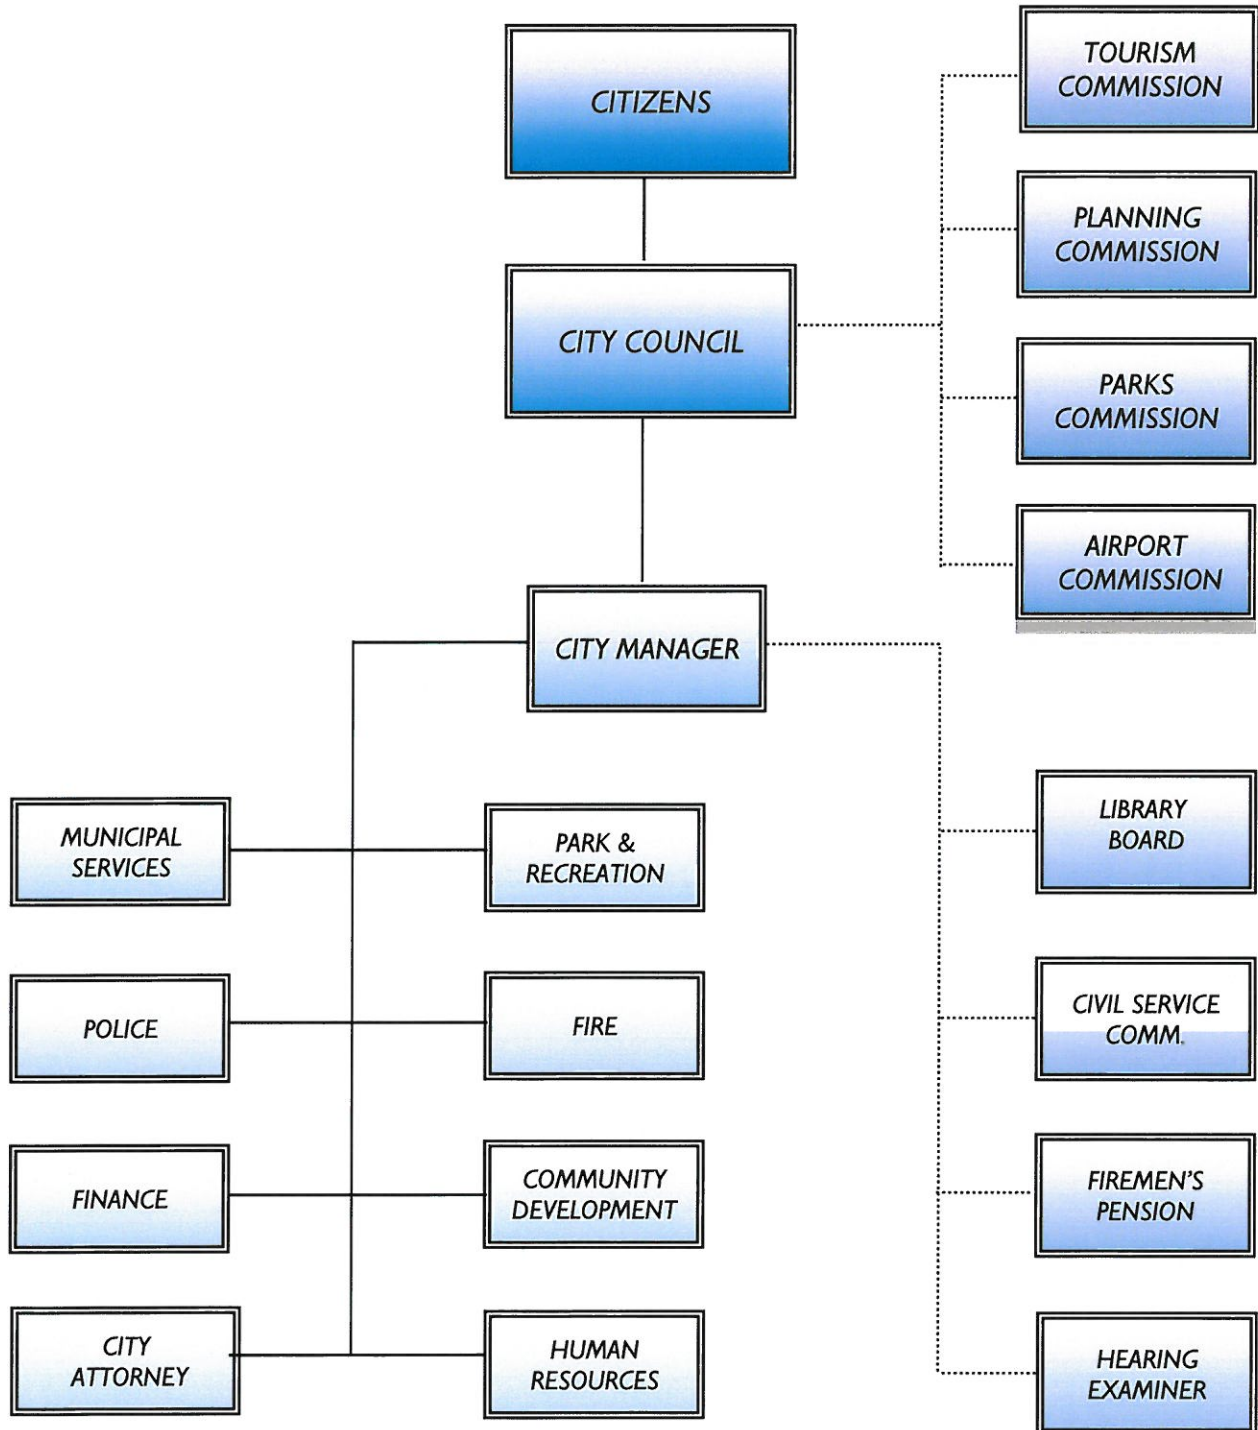 CITIZENS
TOURISM
COMMISSION
PLANNING
COMMISSION
CITY COUNCIL
PARKS
COMMISSION
AIRPORT
COMMISSION
CITY MANAGER
MUNICIPAL
SERVICES
PARK &
RECREATION
LIBRARY
BOARD
POLICE
FIRE
CIVIL SERVICE
COMM.
FINANCE
COMMUNITY
DEVELOPMENT
FIREMEN'S
PENSION
CITY
ATTORNEY
HUMAN
RESOURCES
HEARING
EXAMINER